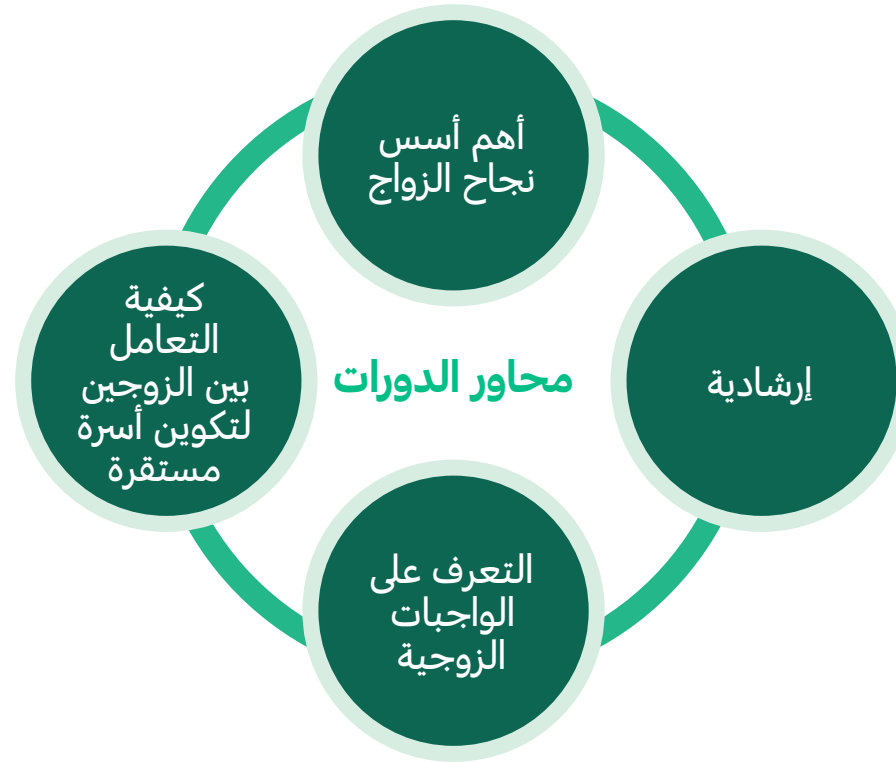 أهم أسس
نجاح الزواج
إرشادية
محاور الدورات
كيفية
التعامل
بين الزوجين
لتكوين أسرة
مستقرة
التعرف على
الواجبات
الزوجية